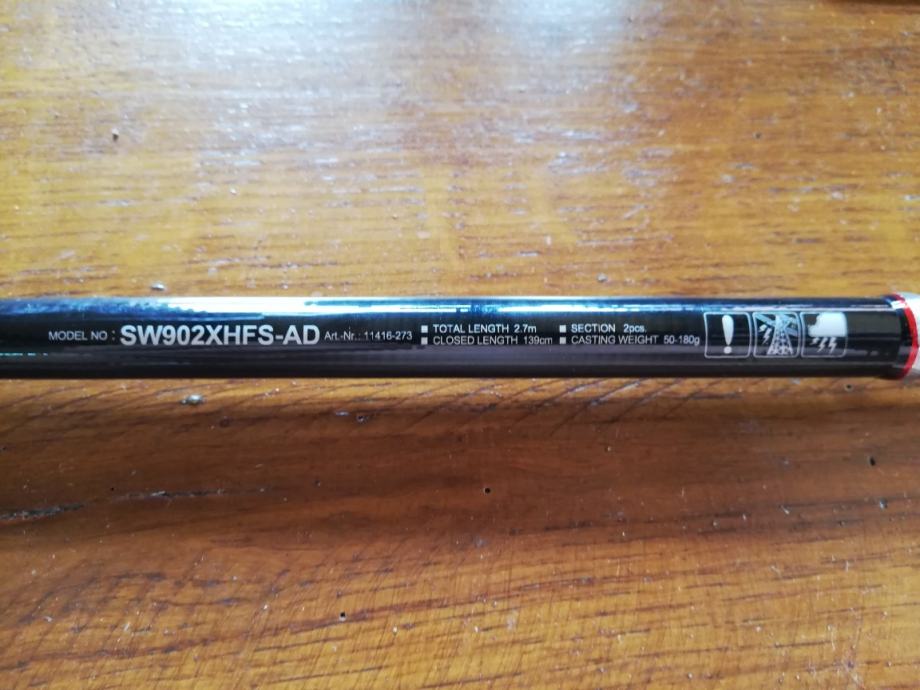 MODEL NO : SW902XHFS-AD Art-Nr.: 11416-273
■ TOTAL LENGTH 2.7m ■ SECTION 2pcs.
■ CLOSED LENGTH 139cm ■ CASTING WEIGHT 50-180g